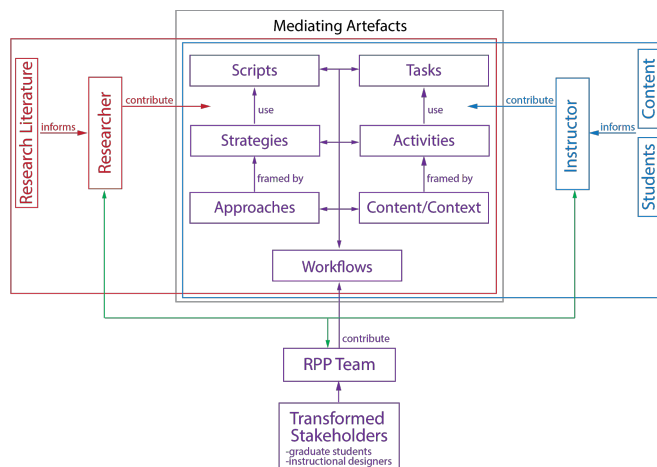 Mediating Artefacts
Research Literature
informs
Researcher
contribute
Scripts
Tasks
use
use
Strategies
Activities
framed by
framed by
Approaches
Content/Context
Workflows
contribute
Instructor
informs
Content
Students
contribute
RPP Team
Transformed
Stakeholders
-graduate students
-instructional designers